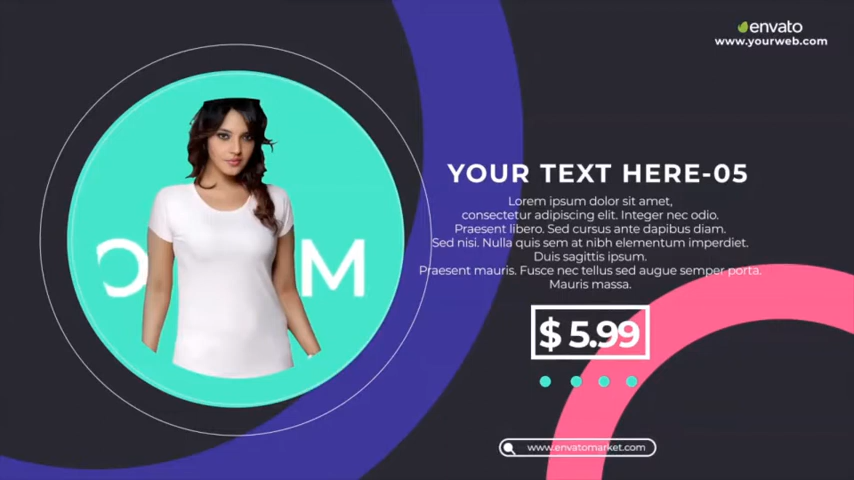 envato
www.yourweb.com
YOUR TEXT HERE-05
Lorem ipsum dolor sit amet,
consectetur adipiscing elit. Integer nec odio.
Praesent libero. Sed cursus ante dapibus diam.
Sed nisi. Nulla quis sem at nibh elementum imperdiet.
Duis sagittis ipsum.
Praesent mauris. Fusce nec tellus sed augue semper porta.
Mauris massa.
$ 5.99
www.envatomarket.com